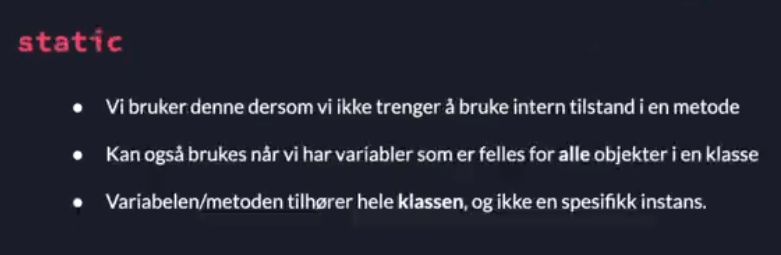 static
● Vi bruker denne dersom vi ikke trenger å bruke intern tilstand i en metode
● Kan også brukes når vi har variabler som er felles for alle objekter i en klasse
● Variabelen/metoden tilhører hele klassen, og ikke en spesifikk instans.